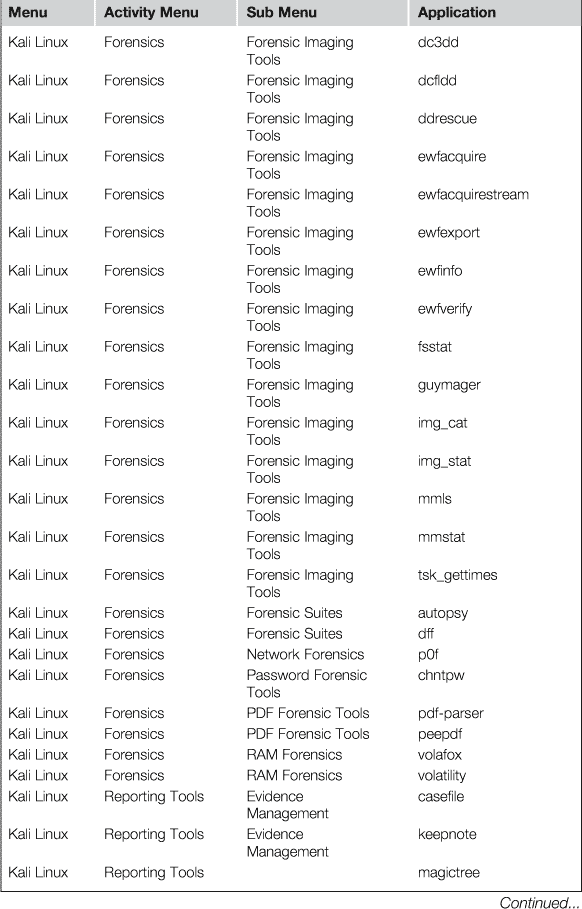 Menu Activity Menu Sub Menu Application
Kali Linux Forensics Forensic Imaging dc3dd
Tools
Kali Linux Forensics Forensic Imaging dcfldd
Tools
Kali Linux Forensics Forensic Imaging ddrescue
Tools
Kali Linux Forensics Forensic Imaging ewfacquire
Tools
Kali Linux Forensics Forensic Imaging ewfacquirestream
Tools
Kali Linux Forensics Forensic Imaging ewfexport
Tools
Kali Linux Forensics Forensic Imaging ewfinfo
Tools
Kali Linux Forensics Forensic Imaging ewfverify
Tools
Kali Linux Forensics Forensic Imaging fsstat
Tools
Kali Linux Forensics Forensic Imaging guymager
Tools
Kali Linux Forensics Forensic Imaging img_cat
Tools
Kali Linux Forensics Forensic Imaging img_stat
Tools
Kali Linux Forensics Forensic Imaging mmls
Tools
Kali Linux Forensics Forensic Imaging mmstat
Tools
Kali Linux Forensics Forensic Imaging tsk_gettimes
Tools
Kali Linux Forensics Forensic Suites autopsy
Kali Linux Forensics Forensic Suites dff
Kali Linux Forensics Network Forensics p0f
Kali Linux Forensics Password Forensic chntpw
Tools
Kali Linux Forensics PDF Forensic Tools pdf-parser
Kali Linux Forensics PDF Forensic Tools peepdf
Kali Linux Forensics RAM Forensics volafox
Kali Linux Forensics RAM Forensics volatility
Kali Linux Reporting Tools Evidence casefile
Management
Kali Linux Reporting Tools Evidence keepnote
Management
Kali Linux Reporting Tools magictree
Continued...